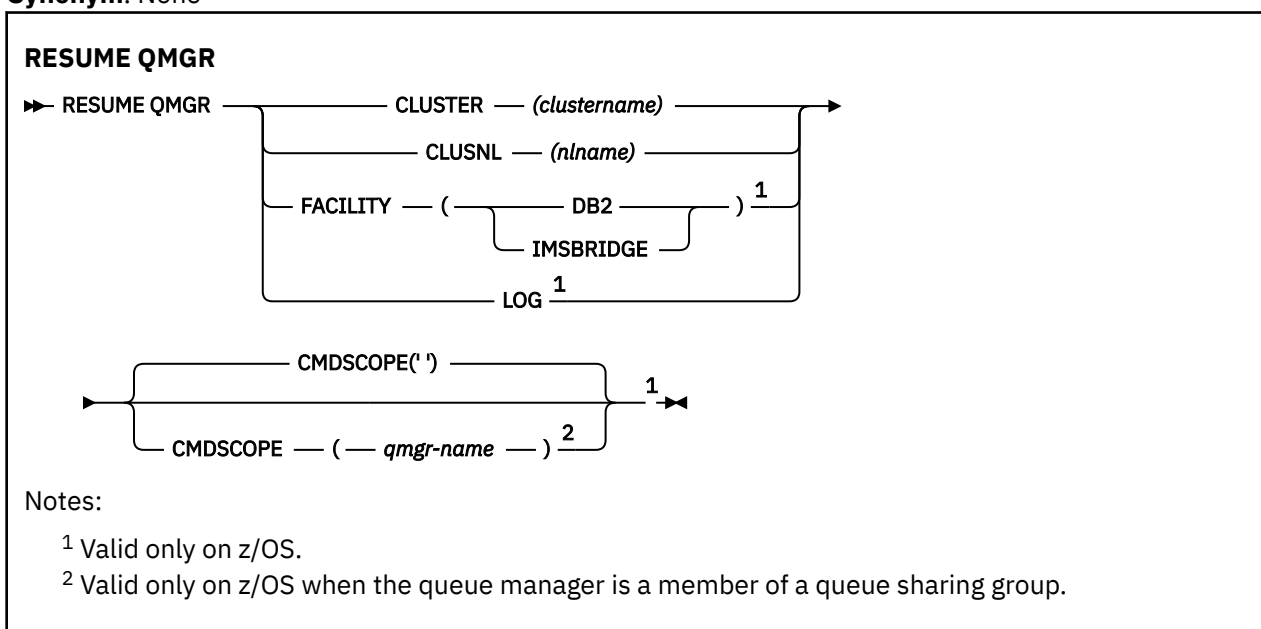 Synonym: None
RESUME QMGR
RESUME QMGR CLUSTER (clustername)
CLUSNL (nlname)
FACILITY ( DB2 ) 1
IMSBRIDGE
LOG 1
CMDSCOPE(' ')
1
CMDSCOPE ( qmgr-name ) 2
Notes:
1 Valid only on z/OS.
2 Valid only on z/OS when the queue manager is a member of a queue sharing group.